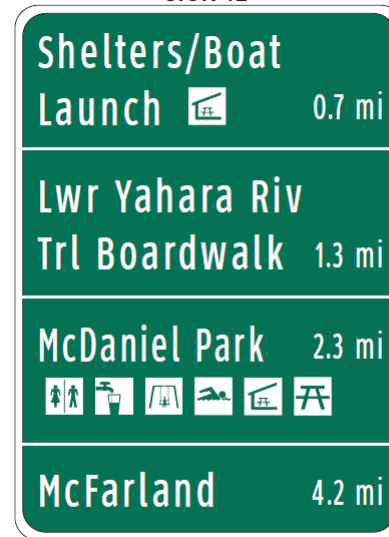 Shelters/Boat
Launch 0.7 mi
Lwr Yahara Riv
Trl Boardwalk 1.3 mi
McDaniel Park 2.3 mi
McFarland 4.2 mi